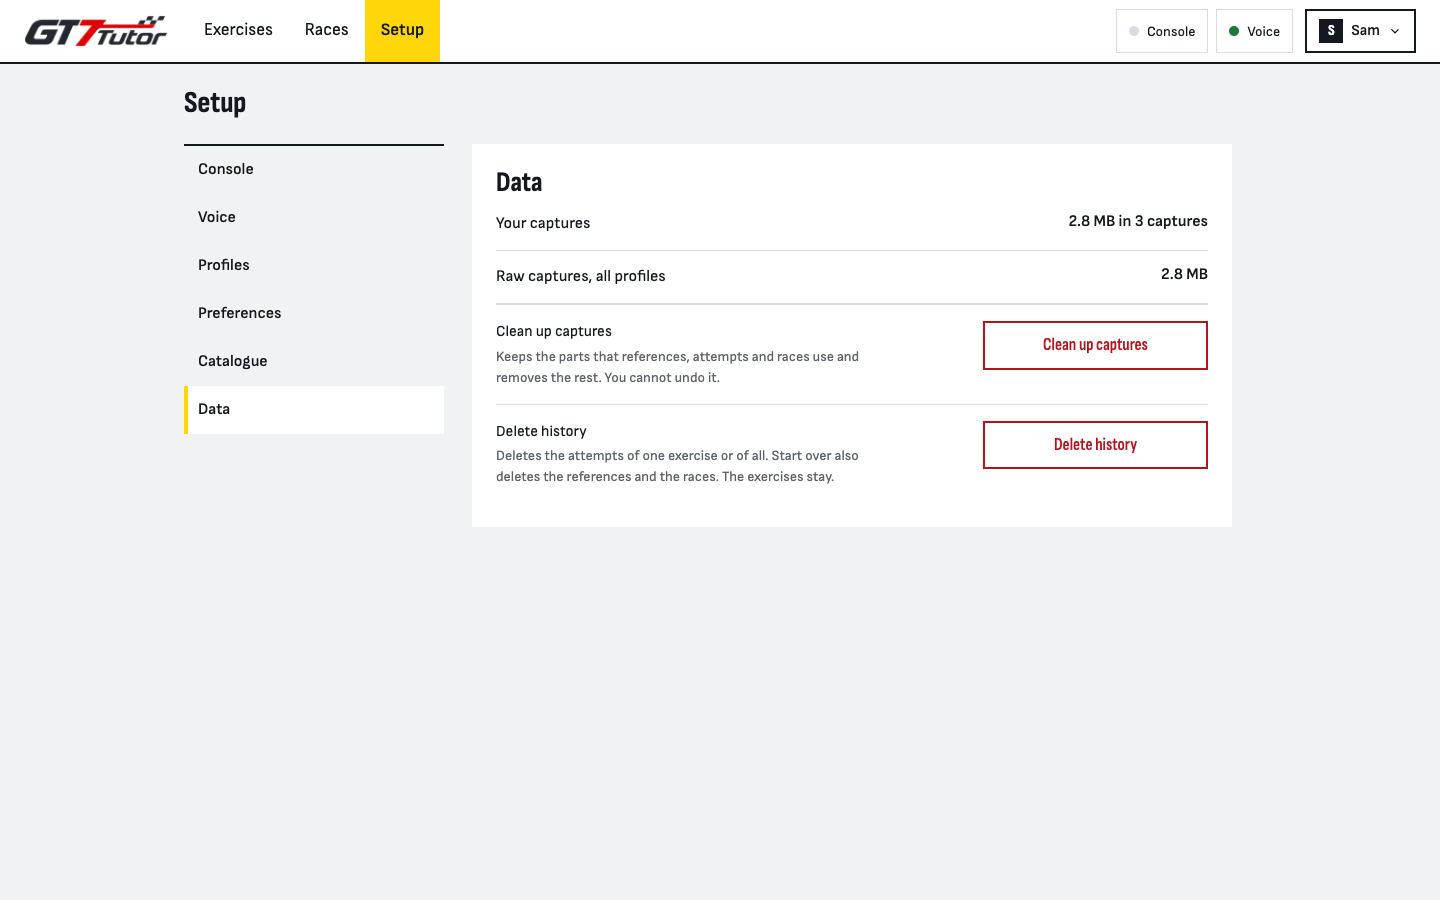 GT7 Tutor
Exercises
Races
Setup
Console
Voice
S
Sam
Setup
Console
Voice
Profiles
Preferences
Catalogue
Data
Data
Your captures
2.8 MB in 3 captures
Raw captures, all profiles
2.8 MB
Clean up captures
Keeps the parts that references, attempts and races use and
removes the rest. You cannot undo it.
Clean up captures
Delete history
Deletes the attempts of one exercise or of all. Start over also
deletes the references and the races. The exercises stay.
Delete history